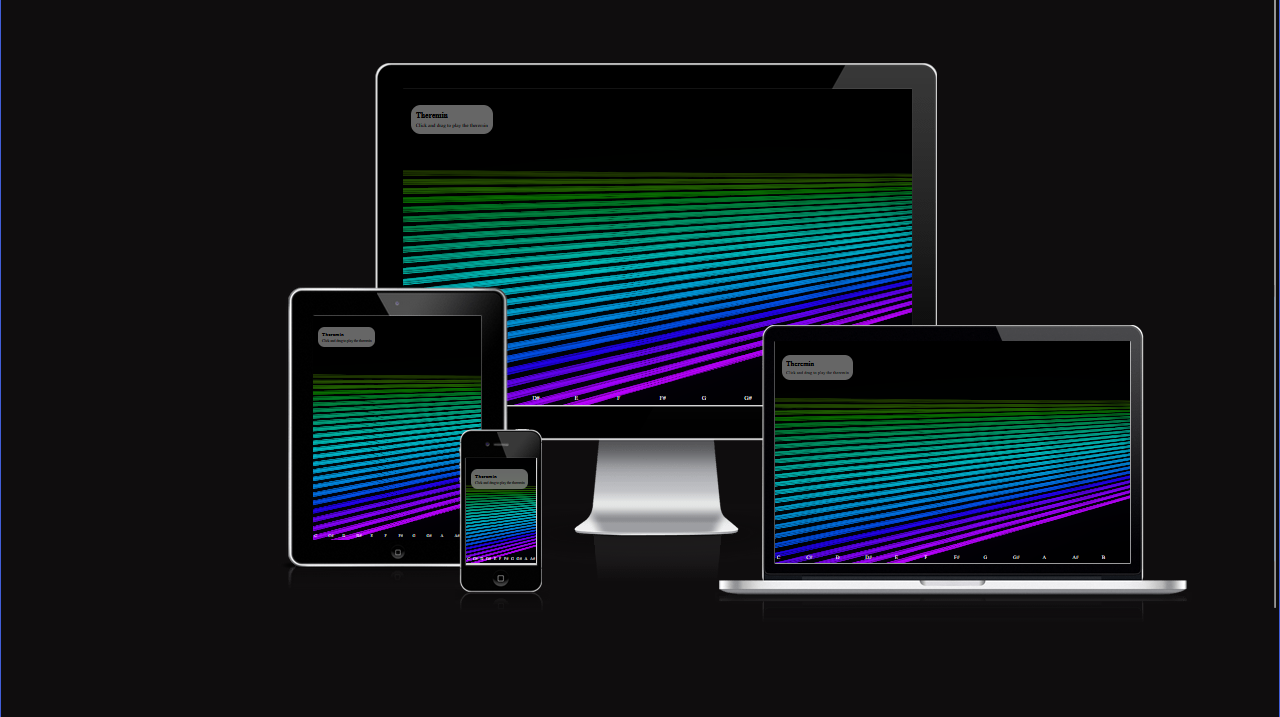 Theremin
Click and drag to play the theremin
D# E F F# G G#
Theremin
Click and drag to play the theremin
C C# D D# E F F# G G# A A#
Theremin
Click and drag to play the theremin
C C# D D# E F F# G G# A A#
Theremin
Click and drag to play the theremin
C C# D D# E F F# G G# A A# B